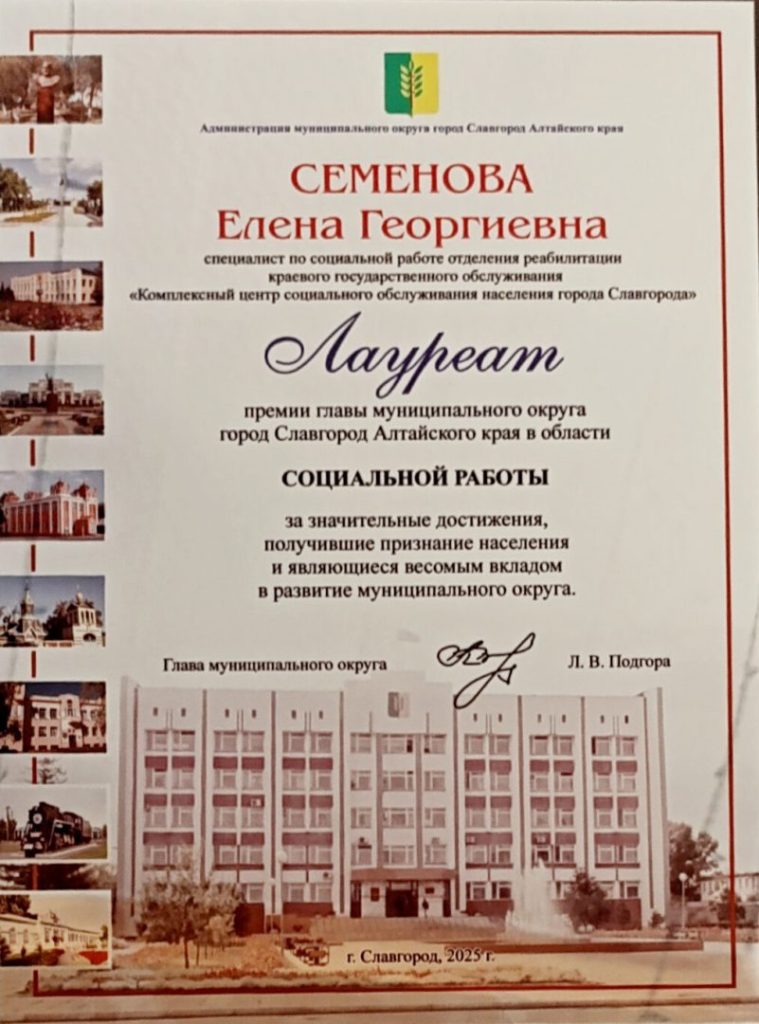 Администрация муниципального округа город Славгород Алтайского края
СЕМЕНОВА
Елена Георгиевна
специалист по социальной работе отделения реабилитации
краевого государственного обслуживания
«Комплексный центр социального обслуживания населения города Славгорода»
Лауреат
премии главы муниципального округа
город Славгород Алтайского края в области
СОЦИАЛЬНОЙ РАБОТЫ
за значительные достижения,
получившие признание населения
и являющиеся весомым вкладом
в развитие муниципального округа.
Глава муниципального округа
Л. В. Подгора
г. Славгород, 2025 г.